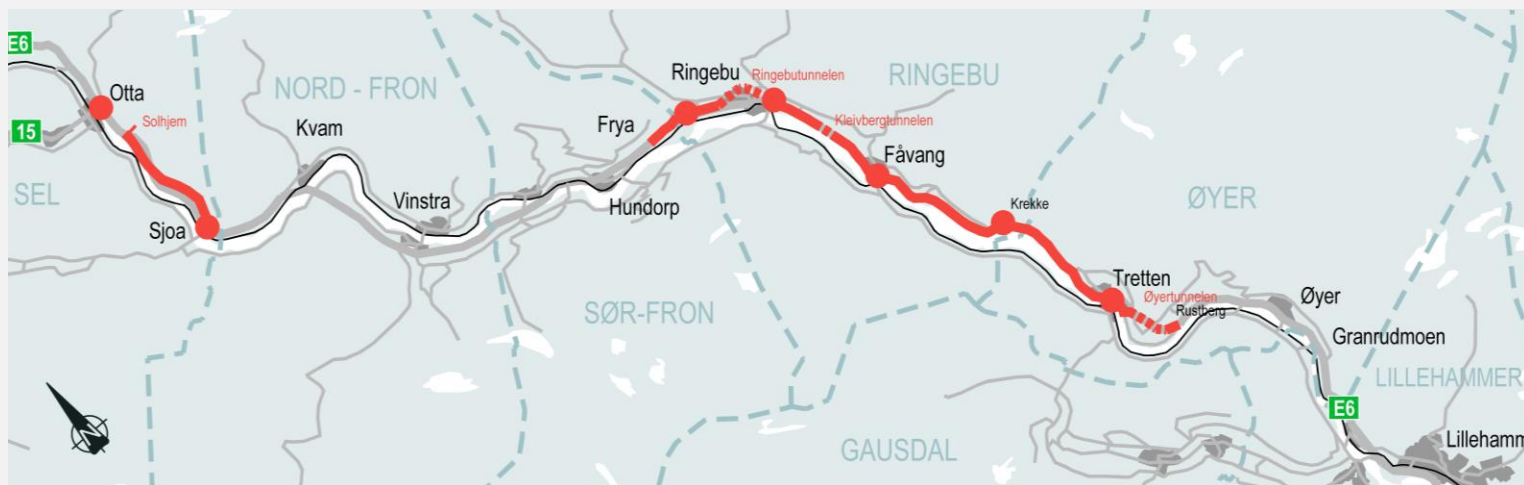 E6
Otta
15
Solhjem
NORD - FRON
SEL
Sjoa
Kvam
Vinstra
Hundorp
Frya
Ringebu
Ringebutunnelen
RINGEBU
Kleivbergtunnelen
Fåvang
SØR-FRON
Krekke
ØYER
Tretten
Øyertunnelen
Rustberg
Øyer
Granrudmoen
LILLEHAMMER
E6
GAUSDAL
Lillehamm
N